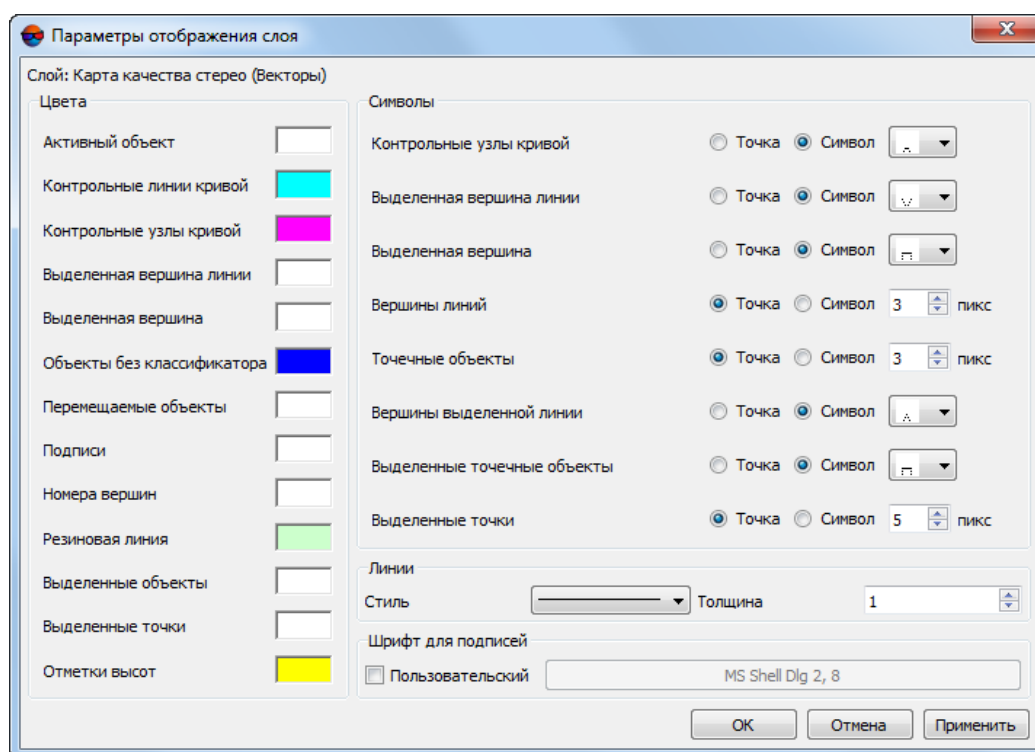 Параметры отображения слоя
Слой: Карта качества стерео (Векторы)
Цвета
Активный объект
Контрольные линии кривой
Контрольные узлы кривой
Выделенная вершина линии
Выделенная вершина
Объекты без классификатора
Перемещаемые объекты
Подписи
Номера вершин
Резиновая линия
Выделенные объекты
Выделенные точки
Отметки высот
Символы
Контрольные узлы кривой Точка Символ
Выделенная вершина линии Точка Символ
Выделенная вершина Точка Символ
Вершины линий Точка Символ 3 пикс
Точечные объекты Точка Символ 3 пикс
Вершины выделенной линии Точка Символ
Выделенные точечные объекты Точка Символ
Выделенные точки Точка Символ 5 пикс
Линии
Стиль Толщина 1
Шрифт для подписей
Пользовательский MS Shell Dlg 2, 8
ОК Отмена Применить